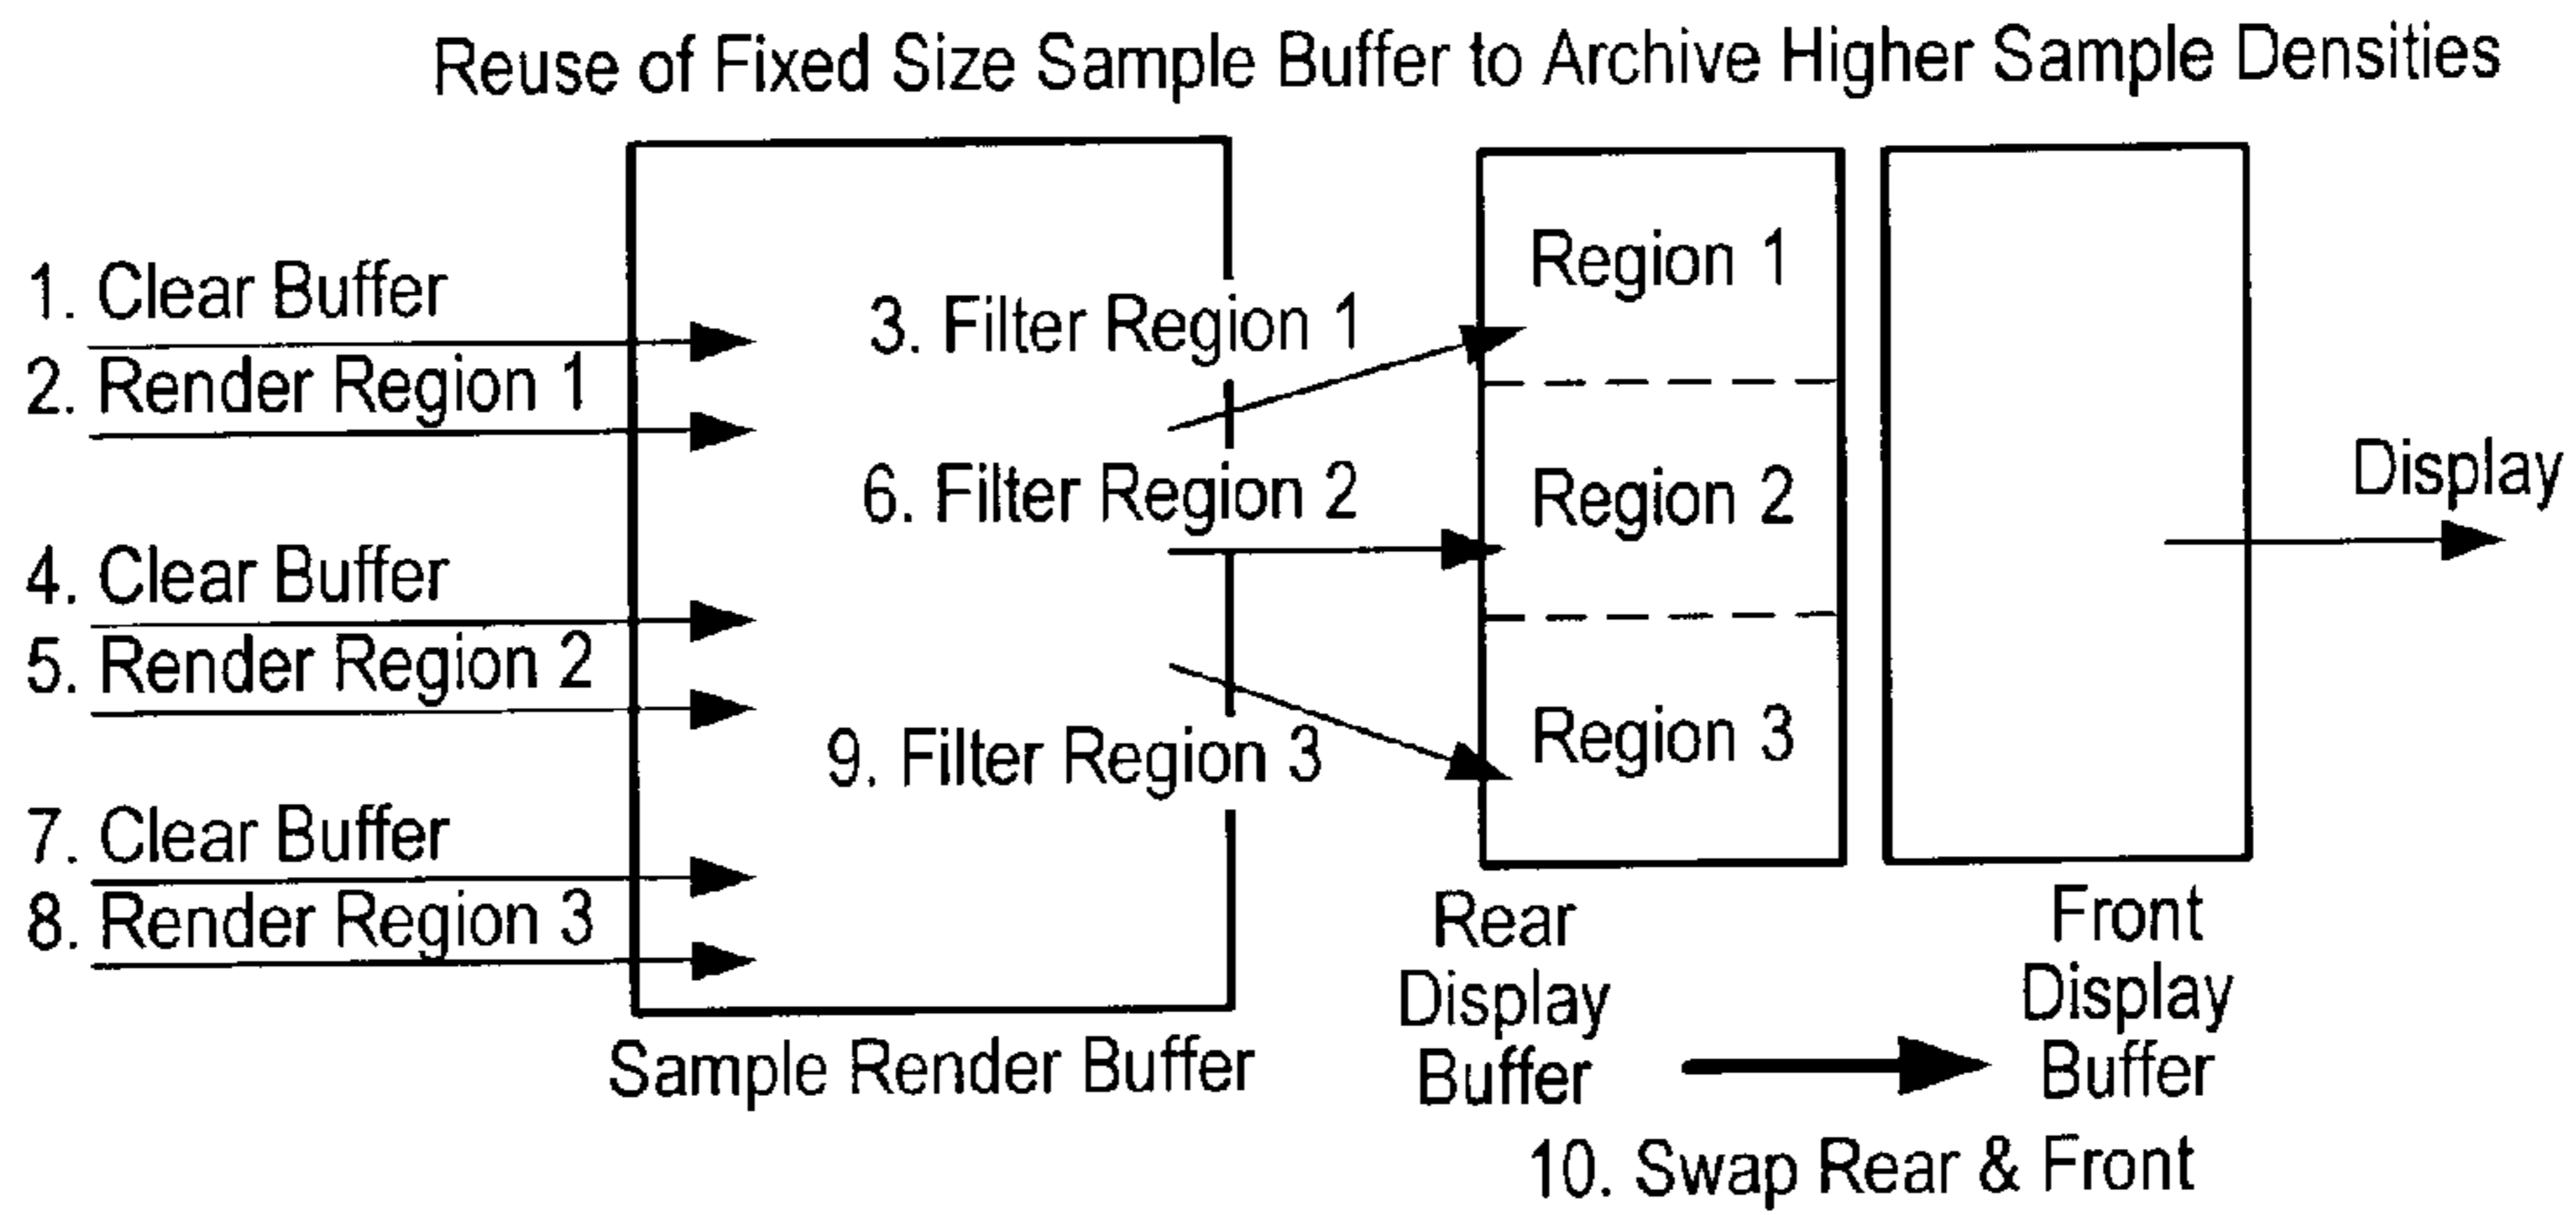 Reuse of Fixed Size Sample Buffer to Archive Higher Sample Densities
1. Clear Buffer
2. Render Region 1
3. Filter Region 1
4. Clear Buffer
5. Render Region 2
6. Filter Region 2
7. Clear Buffer
8. Render Region 3
9. Filter Region 3
Region 1
Region 2
Region 3
Display
Sample Render Buffer
Rear
Display
Buffer
Front
Display
Buffer
10. Swap Rear & Front